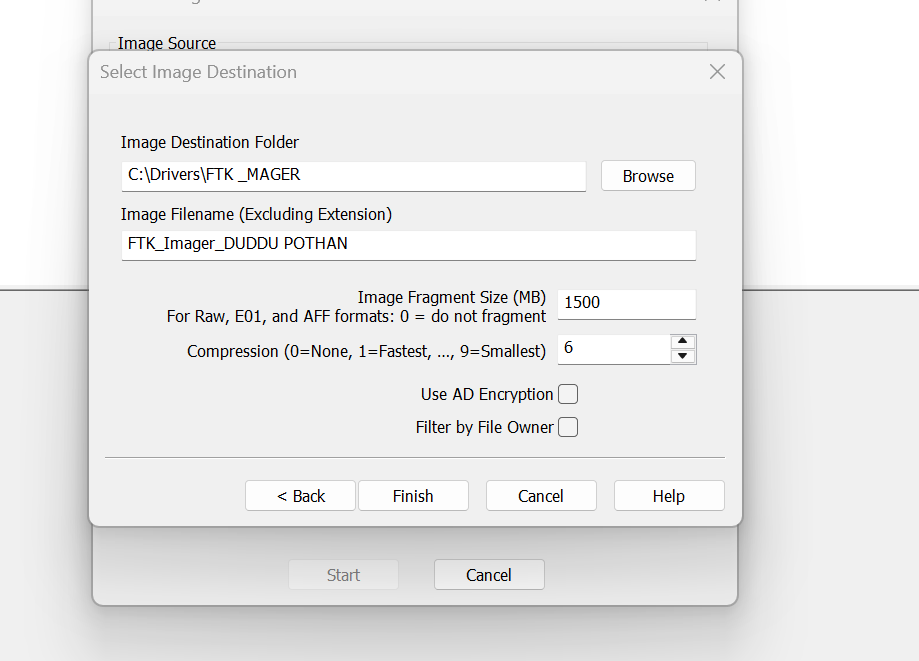 Image Source
Select Image Destination
Image Destination Folder
C:\Drivers\FTK _MAGER
Browse
Image Filename (Excluding Extension)
FTK_Imager_DUDDU POTHAN
Image Fragment Size (MB)
1500
For Raw, E01, and AFF formats: 0 = do not fragment
Compression (0=None, 1=Fastest, ..., 9=Smallest)
6
Use AD Encryption
Filter by File Owner
< Back
Finish
Cancel
Help
Start
Cancel